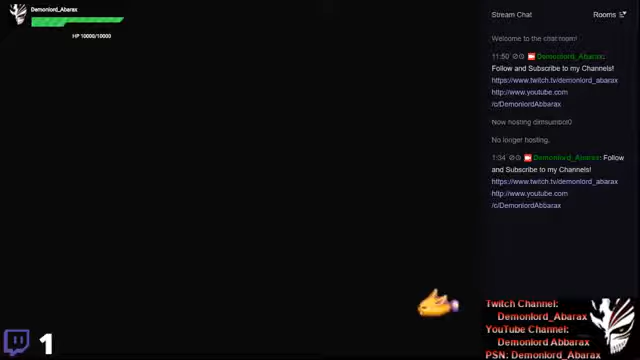 Demonlord_Abarax
HP 10000/10000
Stream Chat
Rooms
Welcome to the chat room!
11:50 Demonlord_Abarax:
Follow and Subscribe to my Channels!
https://www.twitch.tv/demonlord_abarax
http://www.youtube.com
/c/DemonlordAbbarax
Now hosting
No longer hosting.
1:34 Demonlord_Abarax: Follow
and Subscribe to my Channels!
https://www.twitch.tv/demonlord_abarax
http://www.youtube.com
/c/DemonlordAbbarax
Twitch Channel:
Demonlord_Abarax
YouTube Channel:
Demonlord Abbarax
PSN: Demonlord_Abarax
1